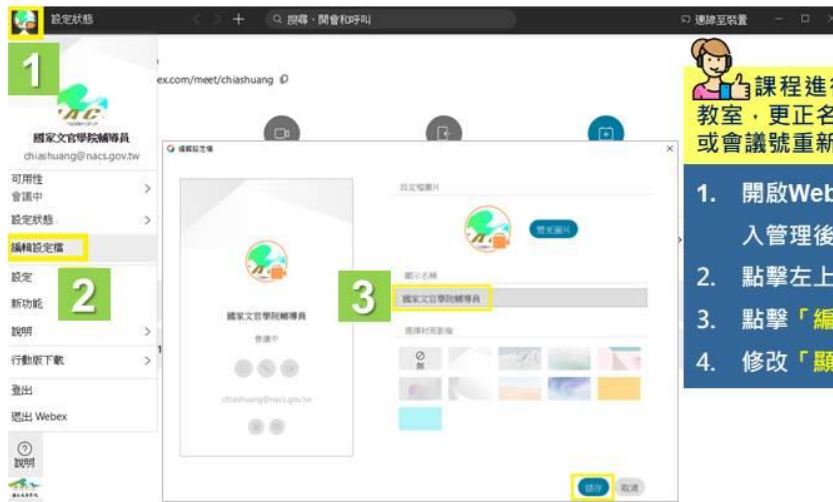 設定狀態
搜尋、開會和呼叫
連線至裝置
1
ex.com/meet/chiashuang
國家文官學院輔導員
chiashuang@nacs.gov.tw
可用性
會議中
設定狀態
編輯設定檔
設定
新功能
2
說明
行動版下載
登出
退出 Webex
說明
編輯設定檔
國家文官學院輔導員
會議中
chiashuang@nacs.gov.tw
設定檔圖片
變更圖片
3
顯示名稱
國家文官學院輔導員
選擇封面影像
無
儲存
取消
課程進行
教室，更正名
或會議號重新
1. 開啟Web
入管理後
2. 點擊左上
3. 點擊「編
4. 修改「顯